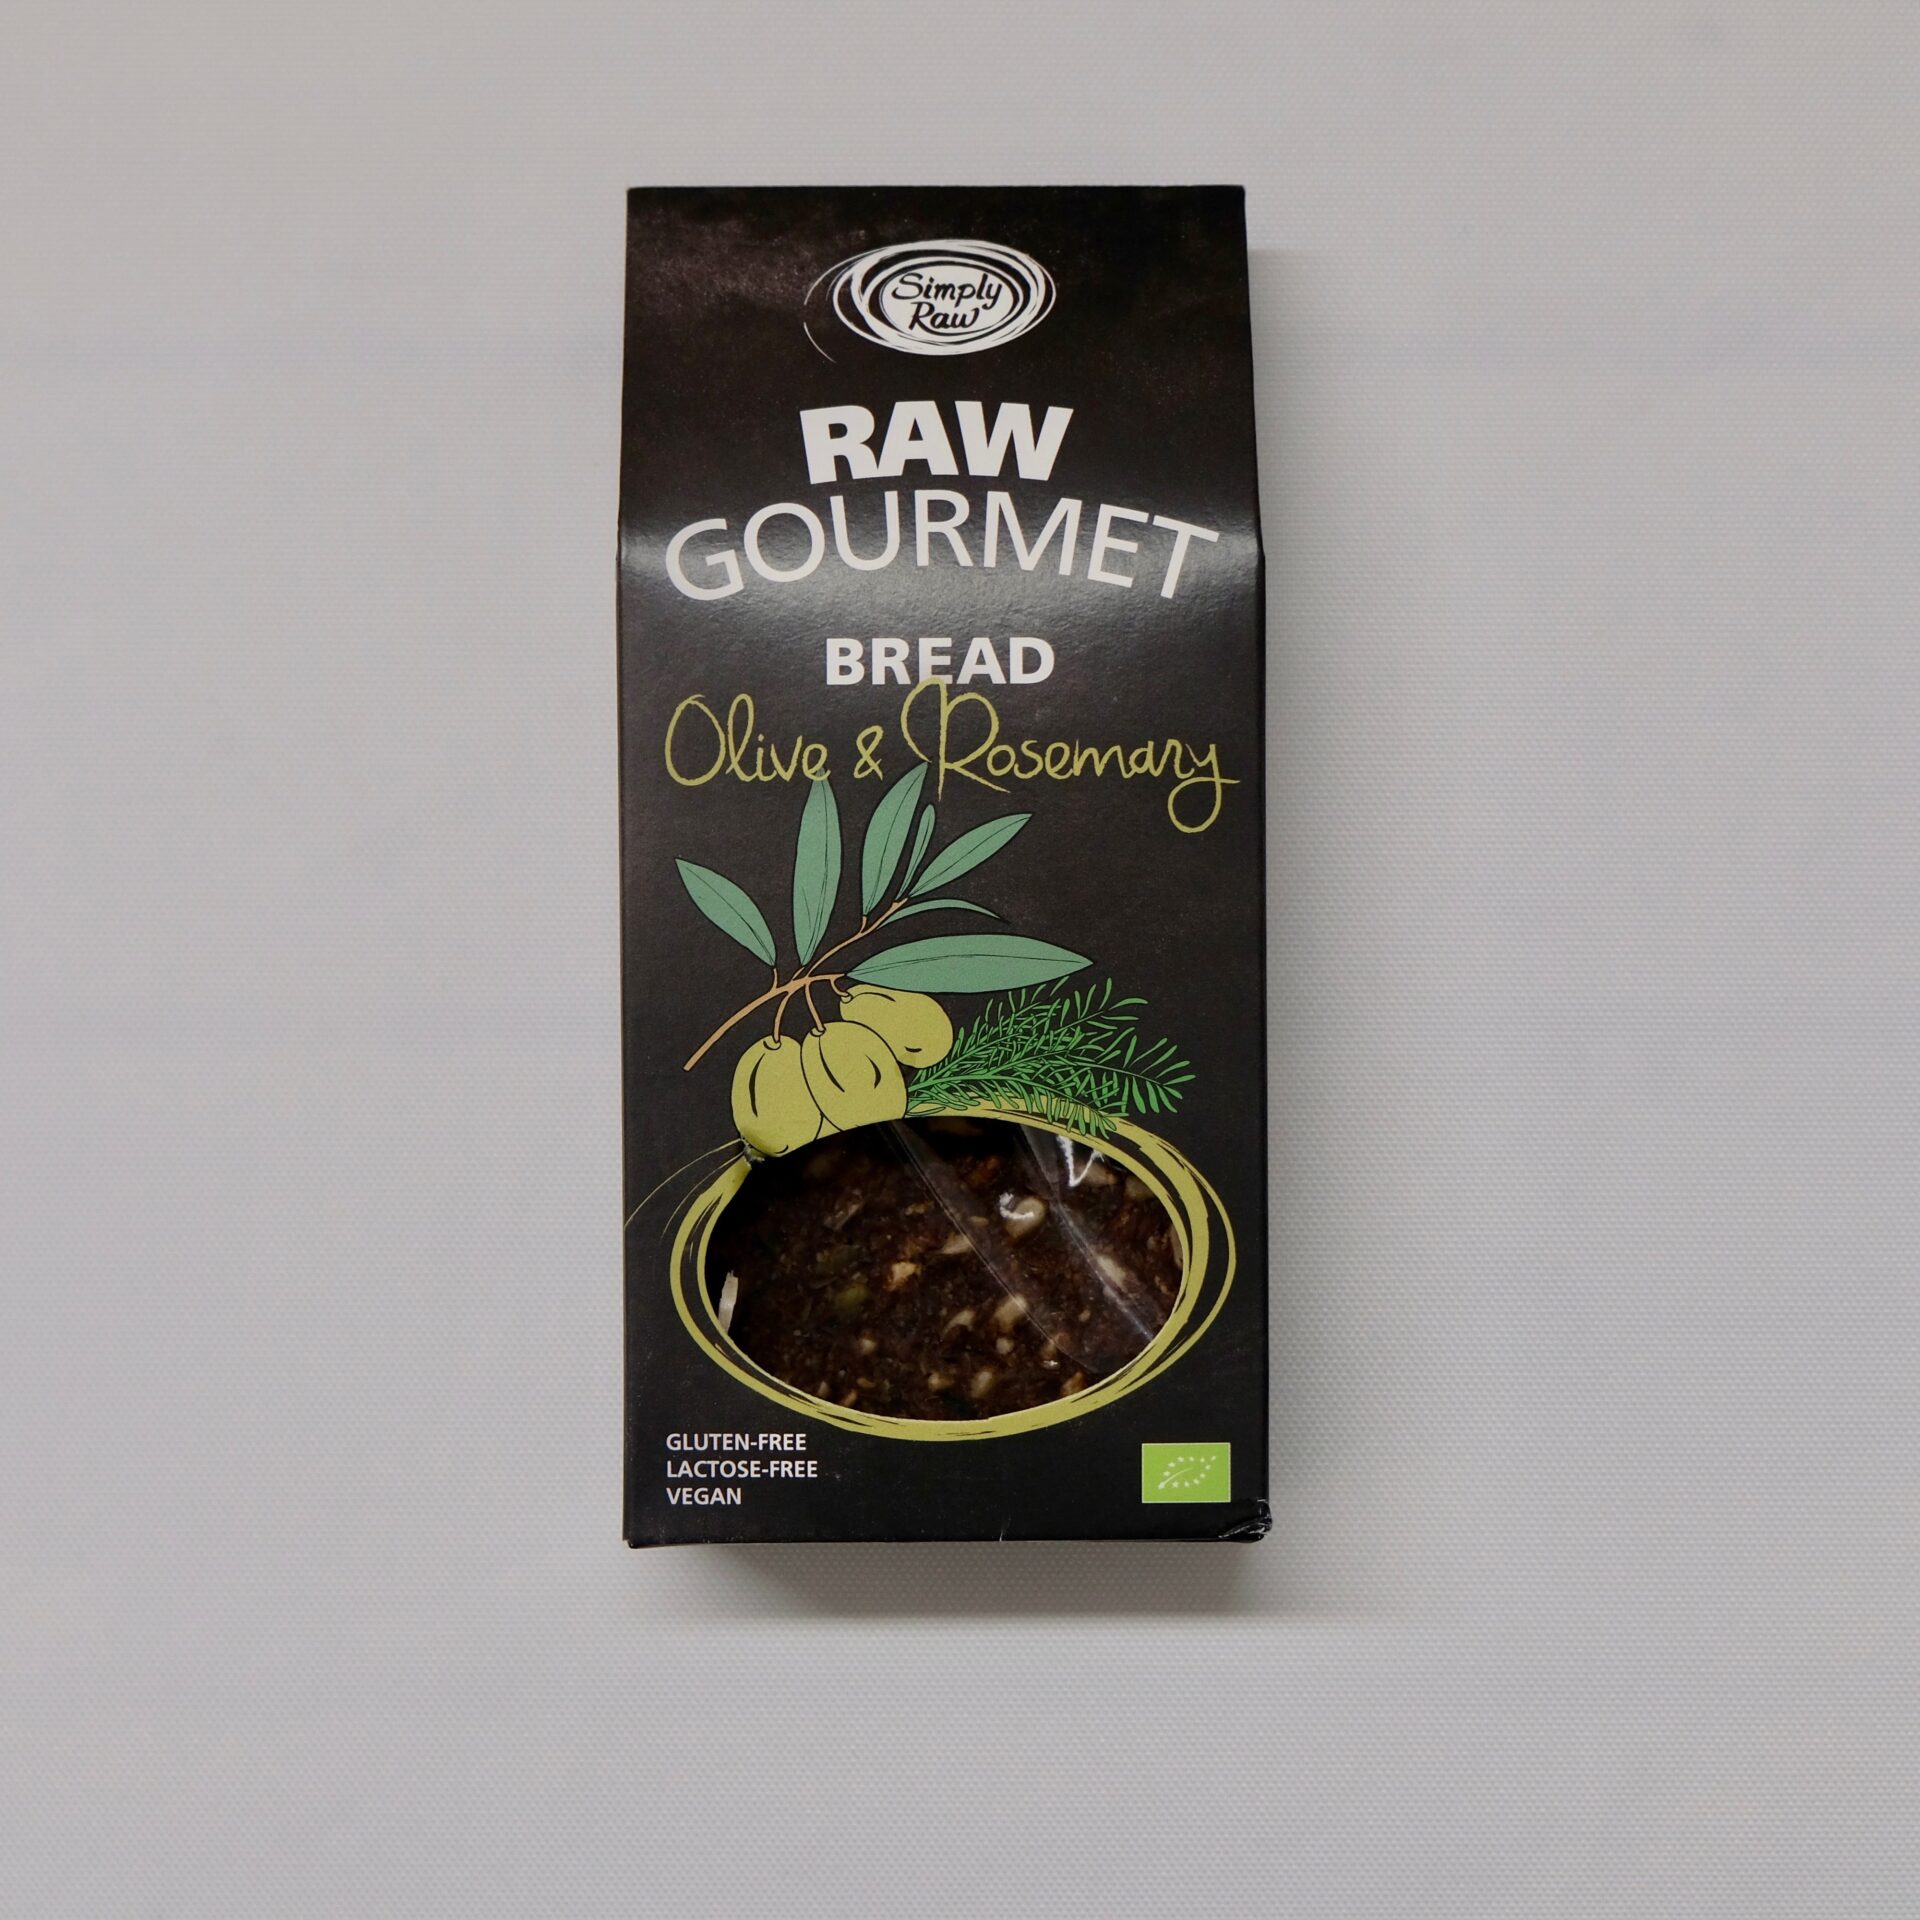 Simply
Raw
RAW
GOURMET
BREAD
Olive & Rosemary
GLUTEN-FREE
LACTOSE-FREE
VEGAN